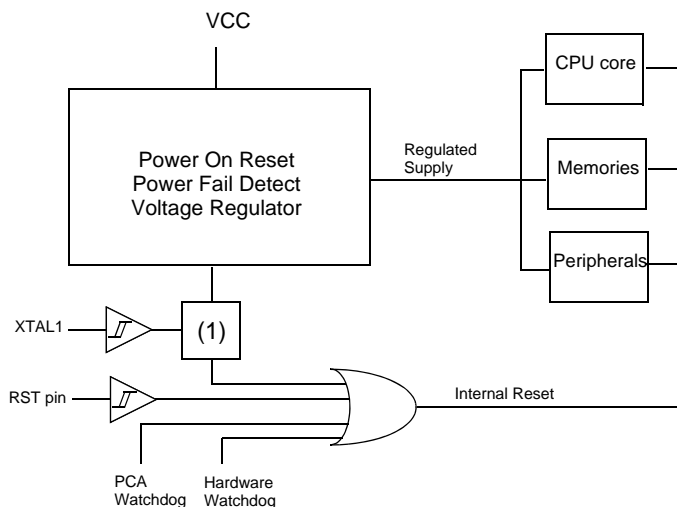 VCC
CPU core
Power On Reset
Power Fail Detect
Voltage Regulator
Regulated
Supply
Memories
Peripherals
XTAL1
(1)
RST pin
Internal Reset
PCA
Watchdog
Hardware
Watchdog